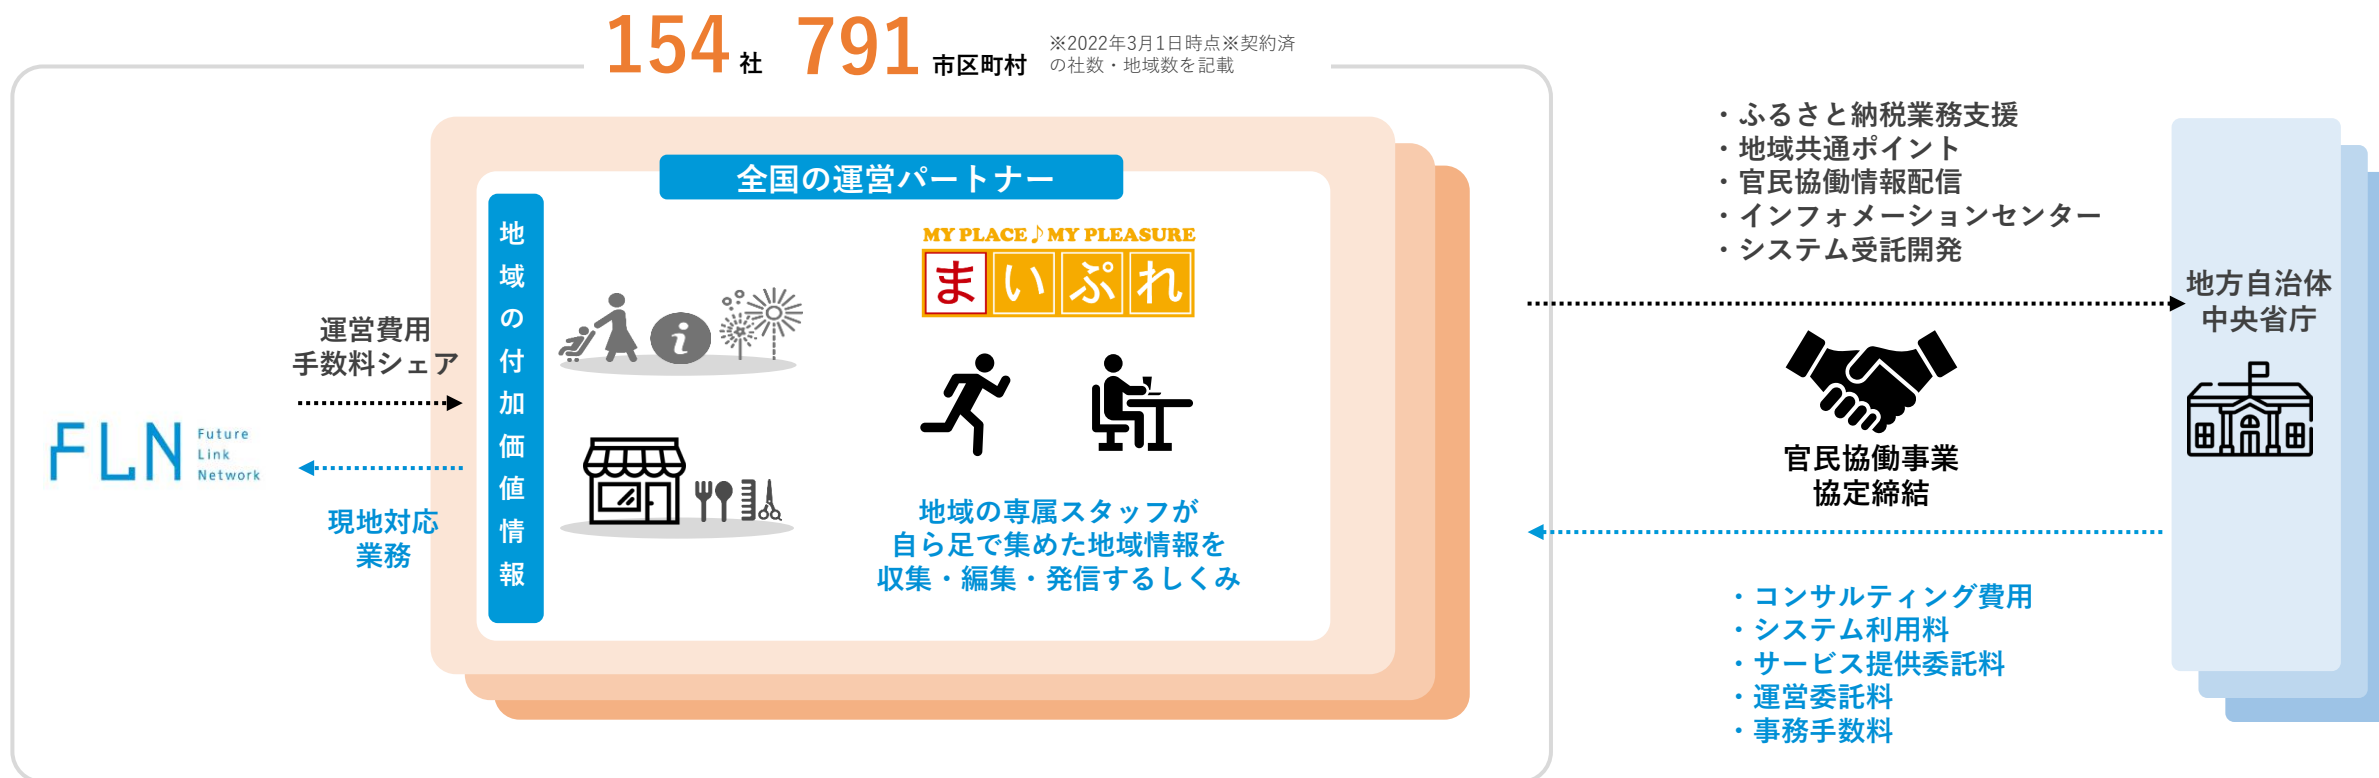 154社 791市区町村
※2022年3月1日時点※契約済
の社数・地域数を記載
全国の運営パートナー
地域の付加価値情報
MY PLACE♪MY PLEASURE
まいぷれ
地域の専属スタッフが
自ら足で集めた地域情報を
収集・編集・発信するしくみ
運営費用
手数料シェア
FLN
Future
Link
Network
現地対応
業務
・ふるさと納税業務支援
・地域共通ポイント
・官民協働情報配信
・インフォメーションセンター
・システム受託開発
官民協働事業
協定締結
・コンサルティング費用
・システム利用料
・サービス提供委託料
・運営委託料
・事務手数料
地方自治体
中央省庁